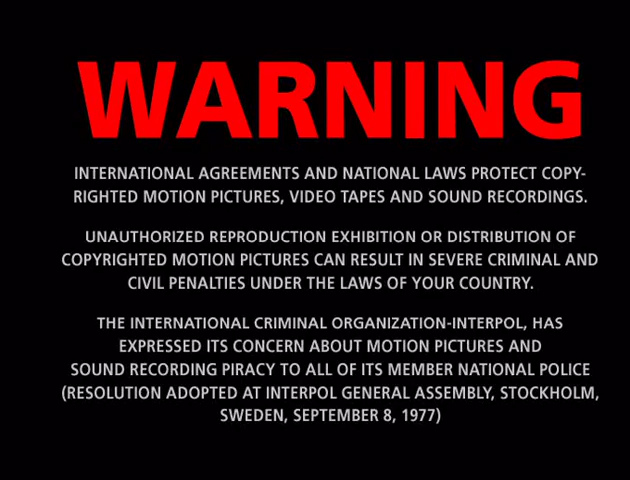 WARNING
INTERNATIONAL AGREEMENTS AND NATIONAL LAWS PROTECT COPY-
RIGHTED MOTION PICTURES, VIDEO TAPES AND SOUND RECORDINGS.
UNAUTHORIZED REPRODUCTION EXHIBITION OR DISTRIBUTION OF
COPYRIGHTED MOTION PICTURES CAN RESULT IN SEVERE CRIMINAL AND
CIVIL PENALTIES UNDER THE LAWS OF YOUR COUNTRY.
THE INTERNATIONAL CRIMINAL ORGANIZATION-INTERPOL, HAS
EXPRESSED ITS CONCERN ABOUT MOTION PICTURES AND
SOUND RECORDING PIRACY TO ALL OF ITS MEMBER NATIONAL POLICE
(RESOLUTION ADOPTED AT INTERPOL GENERAL ASSEMBLY, STOCKHOLM,
SWEDEN, SEPTEMBER 8, 1977)